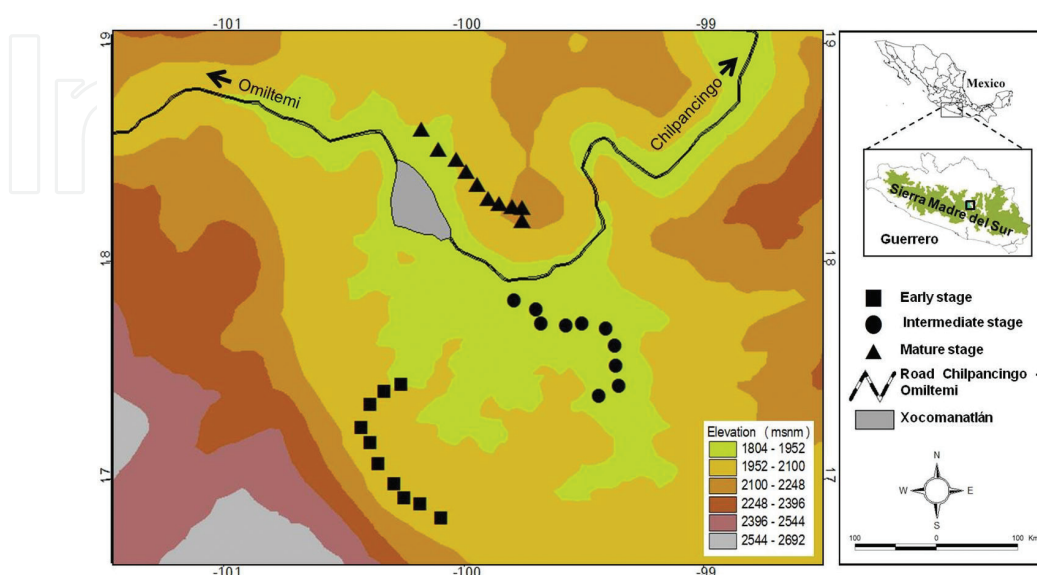 In
-101 -100 -99
19
19
Omiltemi
Chilpancingo
18
18
17
17
-101 -100 -99
Elevation (msnm)
1804 - 1952
1952 - 2100
2100 - 2248
2248 - 2396
2396 - 2544
2544 - 2692
Mexico
Sierra Madre del Sur
Guerrero
Early stage
Intermediate stage
Mature stage
Road Chilpancingo -
Omiltemi
Xocomanatlán
N
W E
S
100 0 100 Km